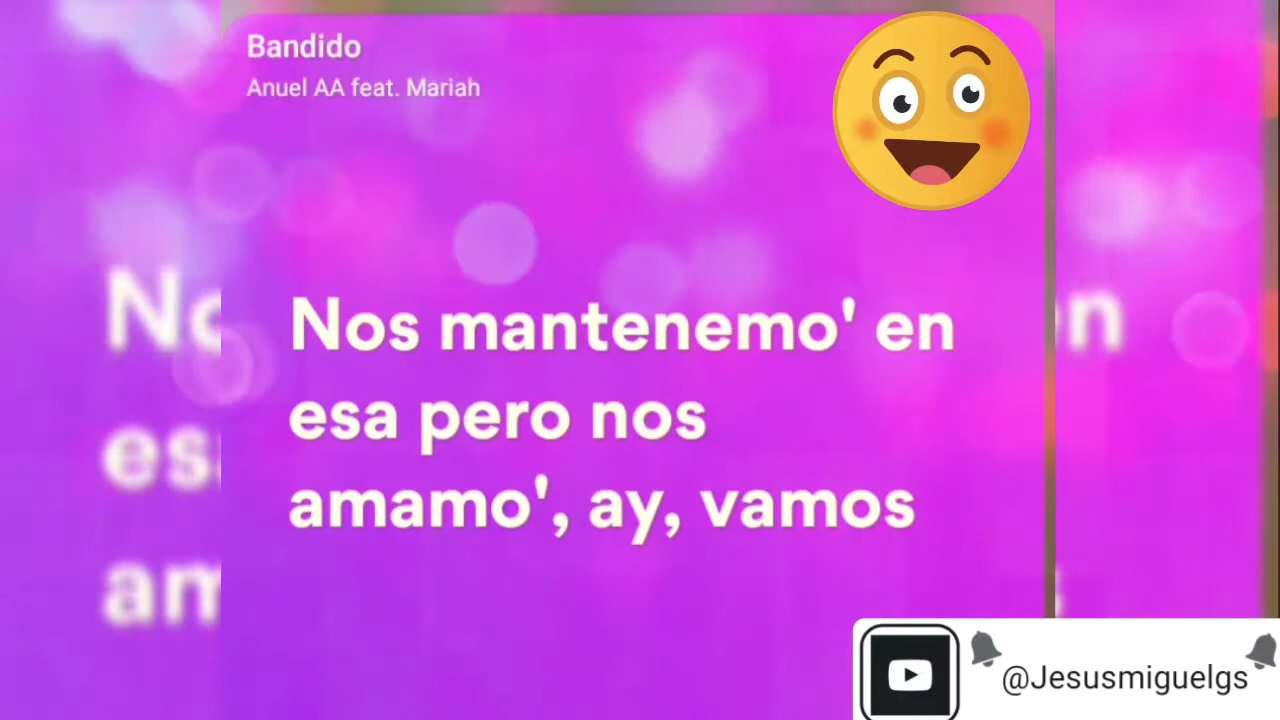 Bandido
Anuel AA feat. Mariah
Nos mantenemo' en
esa pero nos
amamo', ay, vamos
@Jesusmiguelgs